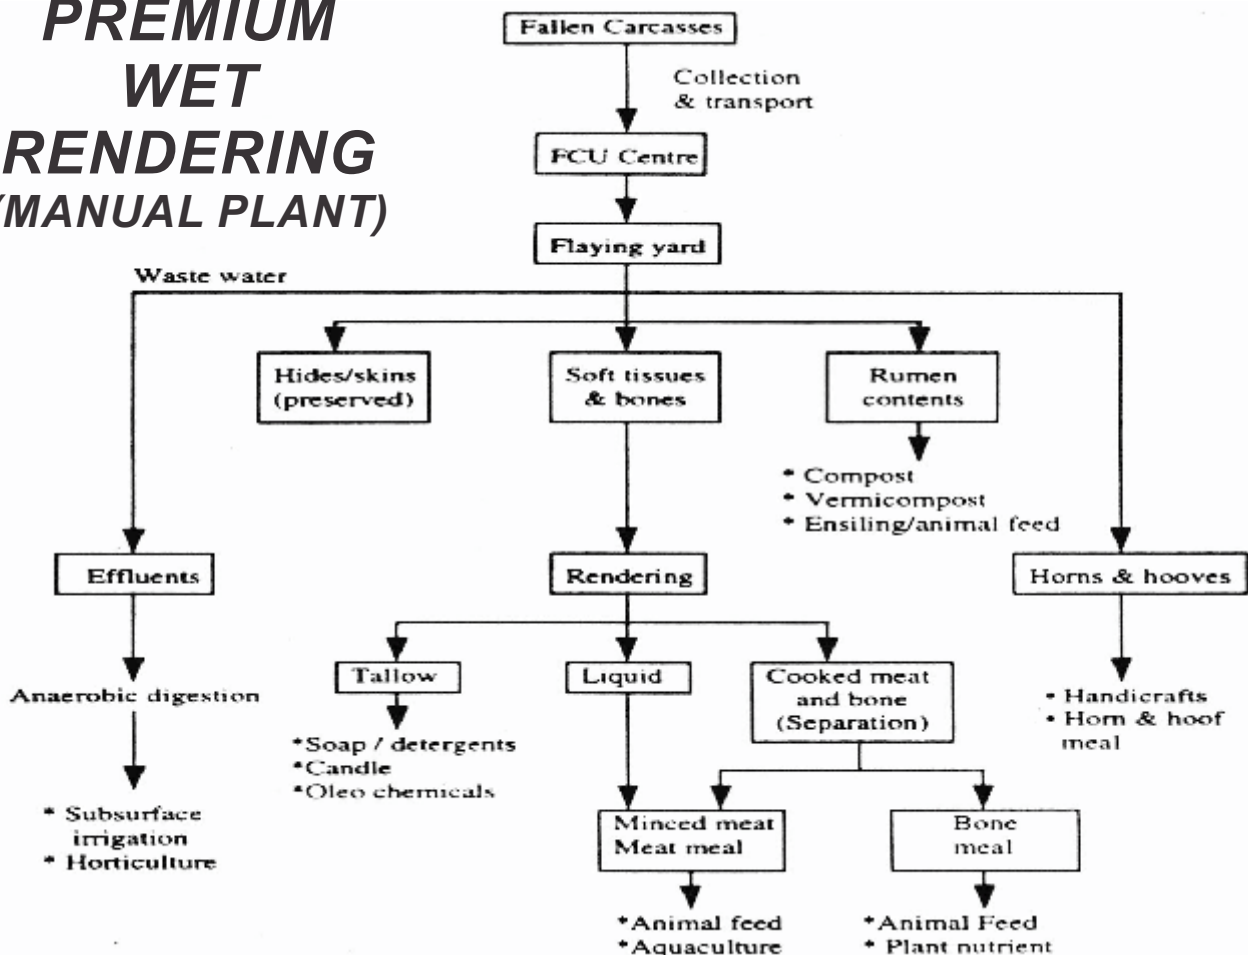 PREMIUM
WET
RENDERING
(MANUAL PLANT)
Fallen Carcasses
Collection
& transport
FCU Centre
Flaying yard
Waste water
Hides/skins
(preserved)
Soft tissues
& bones
Rumen
contents
* Compost
* Vermicompost
* Ensiling/animal feed
Effluents
Rendering
Horns & hooves
Anaerobic digestion
Tallow
Liquid
Cooked meat
and bone
(Separation)
• Handicrafts
• Horn & hoof
meal
*Soap / detergents
*Candle
*Oleo chemicals
* Subsurface
irrigation
* Horticulture
Minced meat
Meat meal
Bone
meal
*Animal feed
*Aquaculture
*Animal Feed
* Plant nutrient